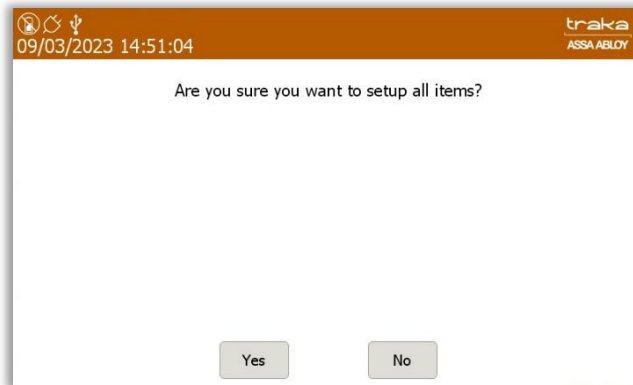 traka
09/03/2023 14:51:04
ASSA ABLOY
Are you sure you want to setup all items?
Yes
No